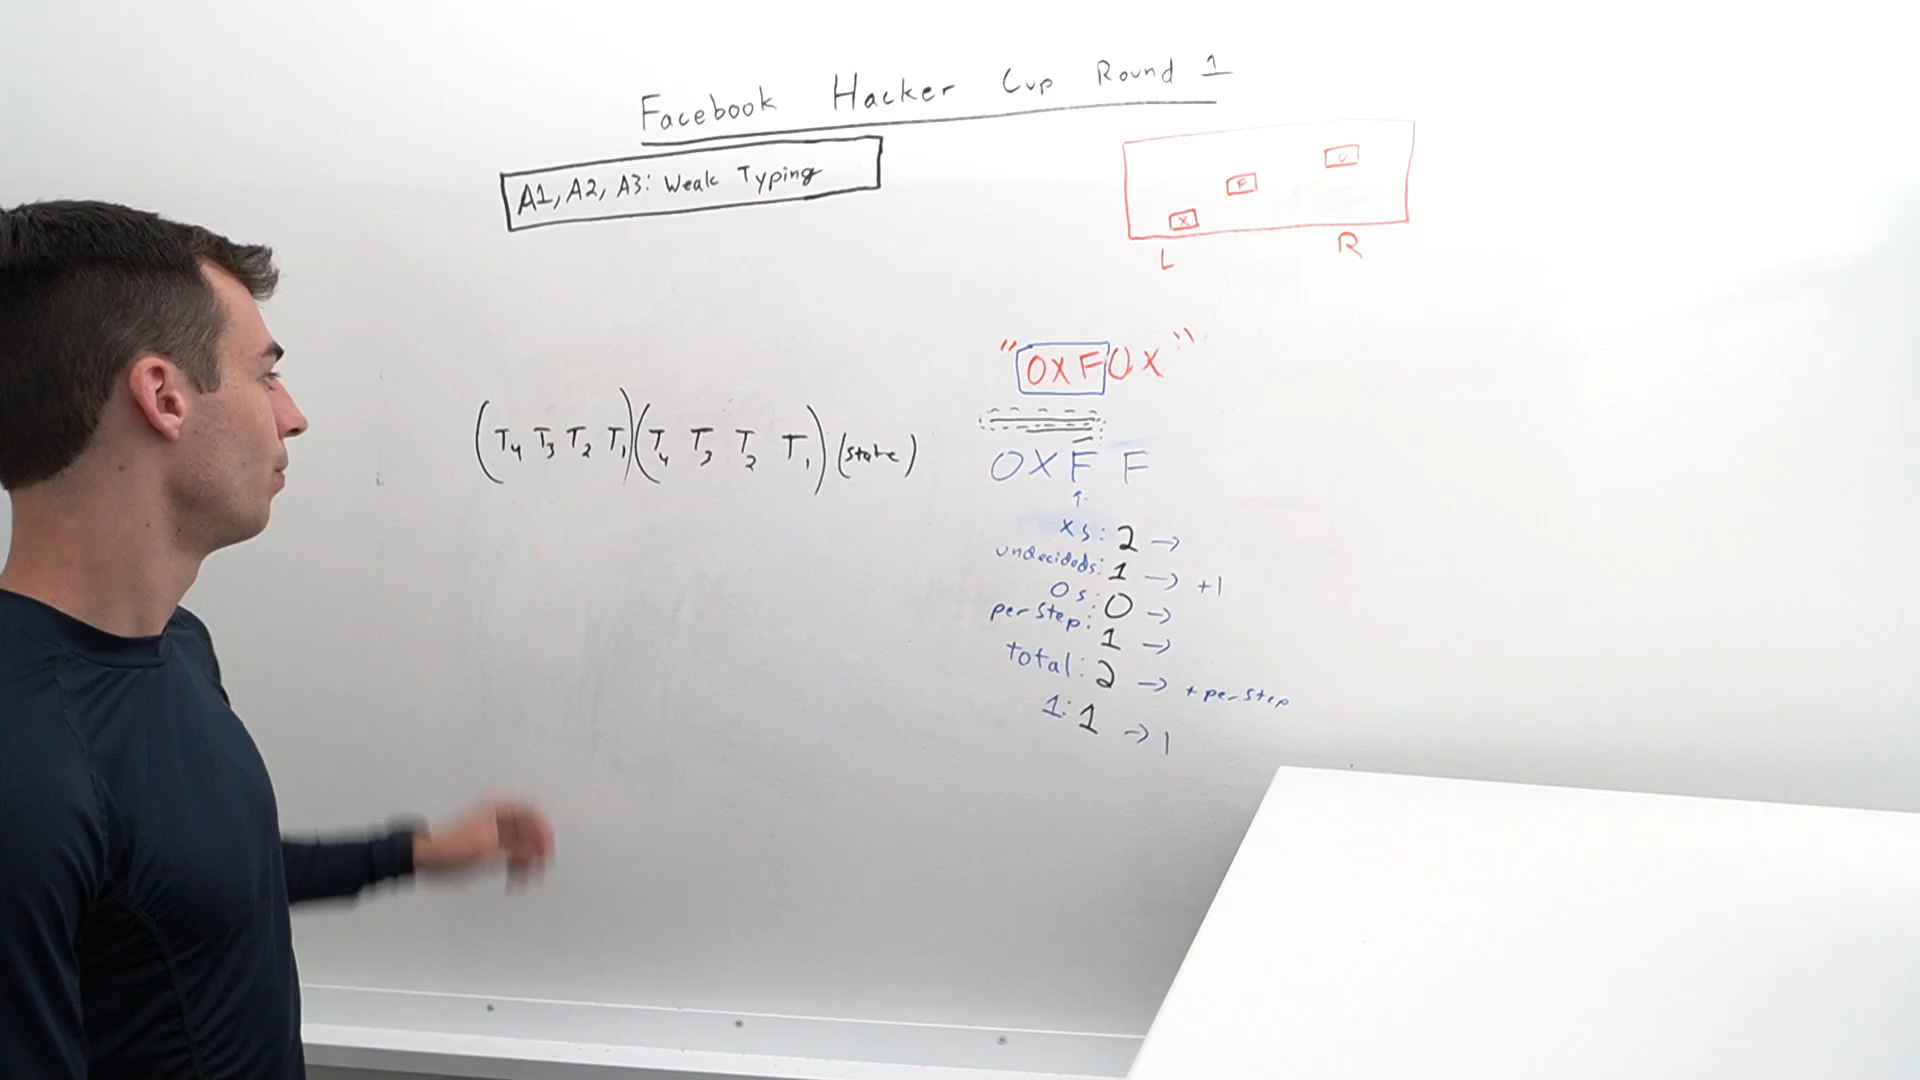 Facebook Hacker Cup Round 1
A1, A2, A3: Weak Typing
O
F
X
L R
"OXFOX"
(T4 T3 T2 T1)(T4 T3 T2 T1)(state)
OXF F
↑
xs: 2 →
undecideds: 1 → +1
Os: 0 →
per step: 1 →
total: 2 → + per step
1: 1 → 1